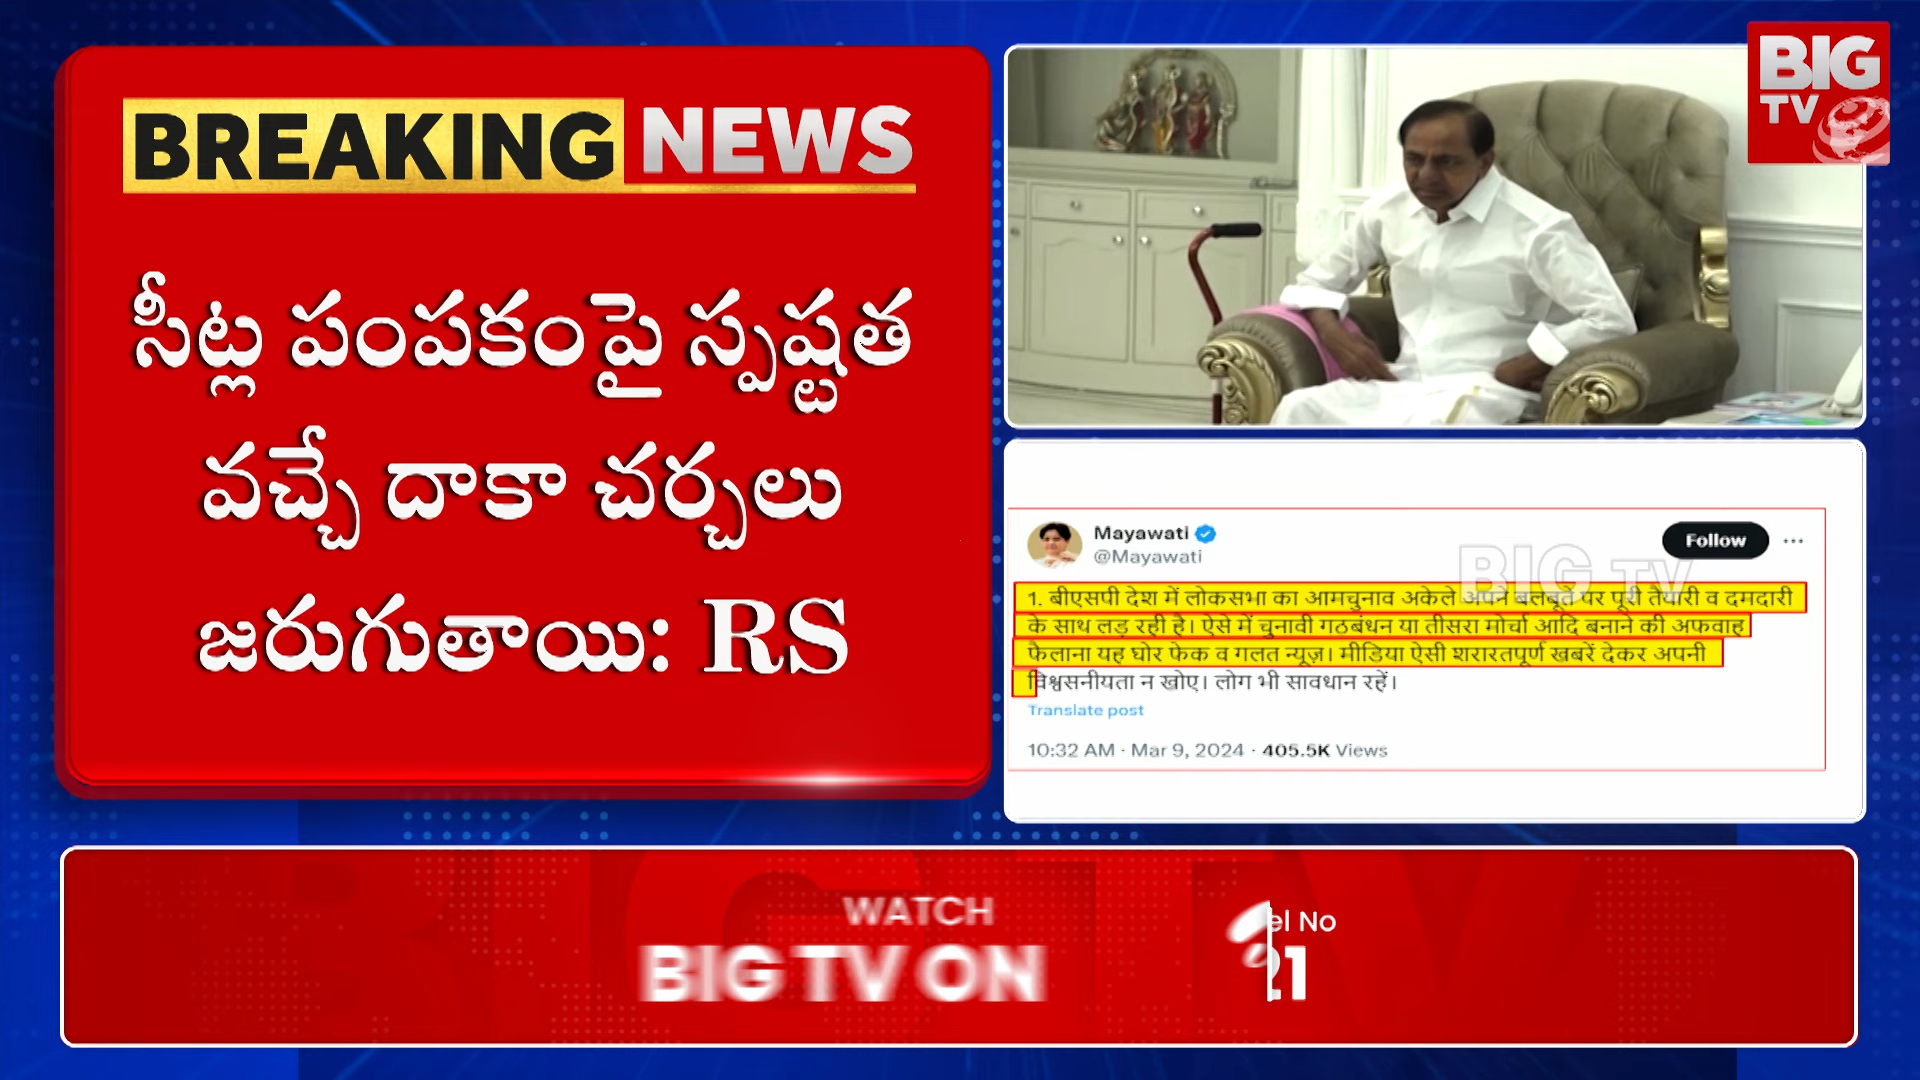 BREAKING NEWS
సీట్ల పంపకంపై స్పష్టత
వచ్చే దాకా చర్చలు
జరుగుతాయి: RS
BIG
TV
Mayawati
@Mayawati
Follow
BIG TV
1. बीएसपी देश में लोकसभा का आमचुनाव अकेले अपने बलबूते पर पूरी तैयारी व दमदारी
के साथ लड़ रही है। ऐसे में चुनावी गठबंधन या तीसरा मोर्चा आदि बनाने की अफवाह
फैलाना यह घोर फेक व गलत न्यूज़। मीडिया ऐसी शरारतपूर्ण खबरें देकर अपनी
विश्वसनीयता न खोए। लोग भी सावधान रहें।
Translate post
10:32 AM · Mar 9, 2024 · 405.5K Views
WATCH
BIG TV ON
No